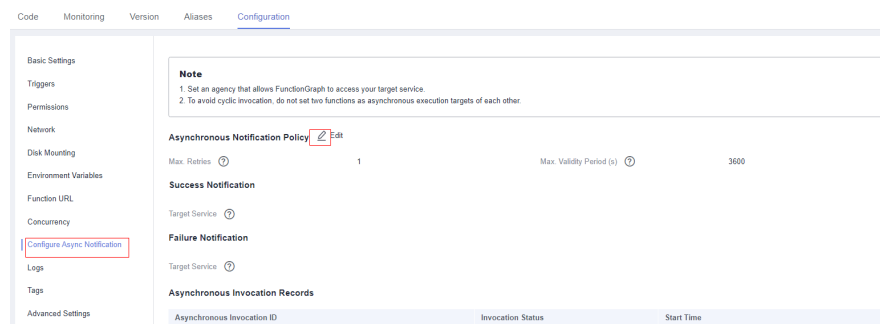 Code Monitoring Version Aliases Configuration
Basic Settings
Triggers
Permissions
Network
Disk Mounting
Environment Variables
Function URL
Concurrency
Configure Async Notification
Logs
Tags
Advanced Settings
Note
1. Set an agency that allows FunctionGraph to access your target service.
2. To avoid cyclic invocation, do not set two functions as asynchronous execution targets of each other.
Asynchronous Notification Policy Edit
Max. Retries ? 1 Max. Validity Period (s) ? 3600
Success Notification
Target Service ?
Failure Notification
Target Service ?
Asynchronous Invocation Records
Asynchronous Invocation ID Invocation Status Start Time